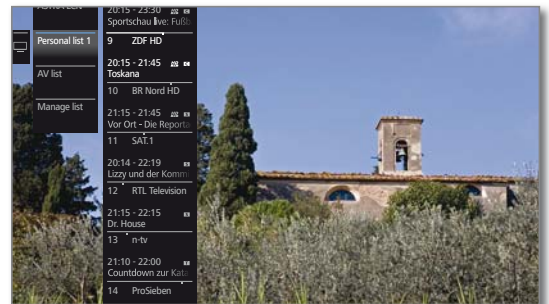 Personal list 1
AV list
Manage list
20:15 - 23:30
Sportschau live: Fußb
9 ZDF HD
20:15 - 21:45
Toskana
10 BR Nord HD
21:15 - 21:45
Vor Ort - Die Reporta
11 SAT.1
20:14 - 22:19
Lizzy und der Kommi
12 RTL Television
21:15 - 22:15
Dr. House
13 n-tv
21:10 - 22:00
Countdown zur Kata
14 ProSieben